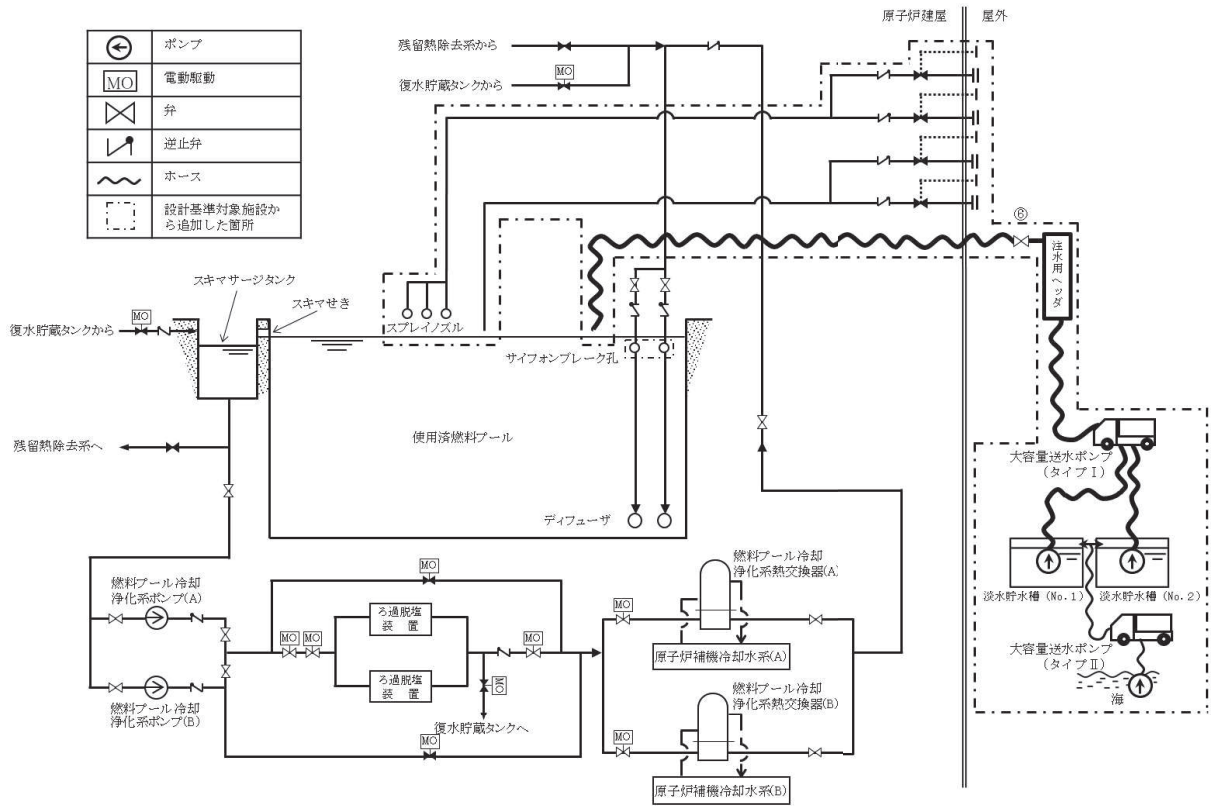 原子炉建屋
屋外
ポンプ
MO
電動駆動
弁
逆止弁
ホース
設計基準対象施設か
ら追加した箇所
残留熱除去系から
MO
復水貯蔵タンクから
⑥
注水用ヘッダ
スキマサージタンク
スキマせき
MO
復水貯蔵タンクから
スプレイノズル
サイフォンブレーク孔
使用済燃料プール
残留熱除去系へ
ディフューザ
大容量送水ポンプ
(タイプⅠ)
淡水貯水槽 (No.1)
淡水貯水槽 (No.2)
大容量送水ポンプ
(タイプⅡ)
海
燃料プール冷却
浄化系ポンプ(A)
燃料プール冷却
浄化系ポンプ(B)
MO
MO
MO
ろ過脱塩
装 置
ろ過脱塩
装 置
MO
MO
復水貯蔵タンクへ
MO
燃料プール冷却
浄化系熱交換器(A)
MO
原子炉補機冷却水系(A)
燃料プール冷却
浄化系熱交換器(B)
MO
原子炉補機冷却水系(B)